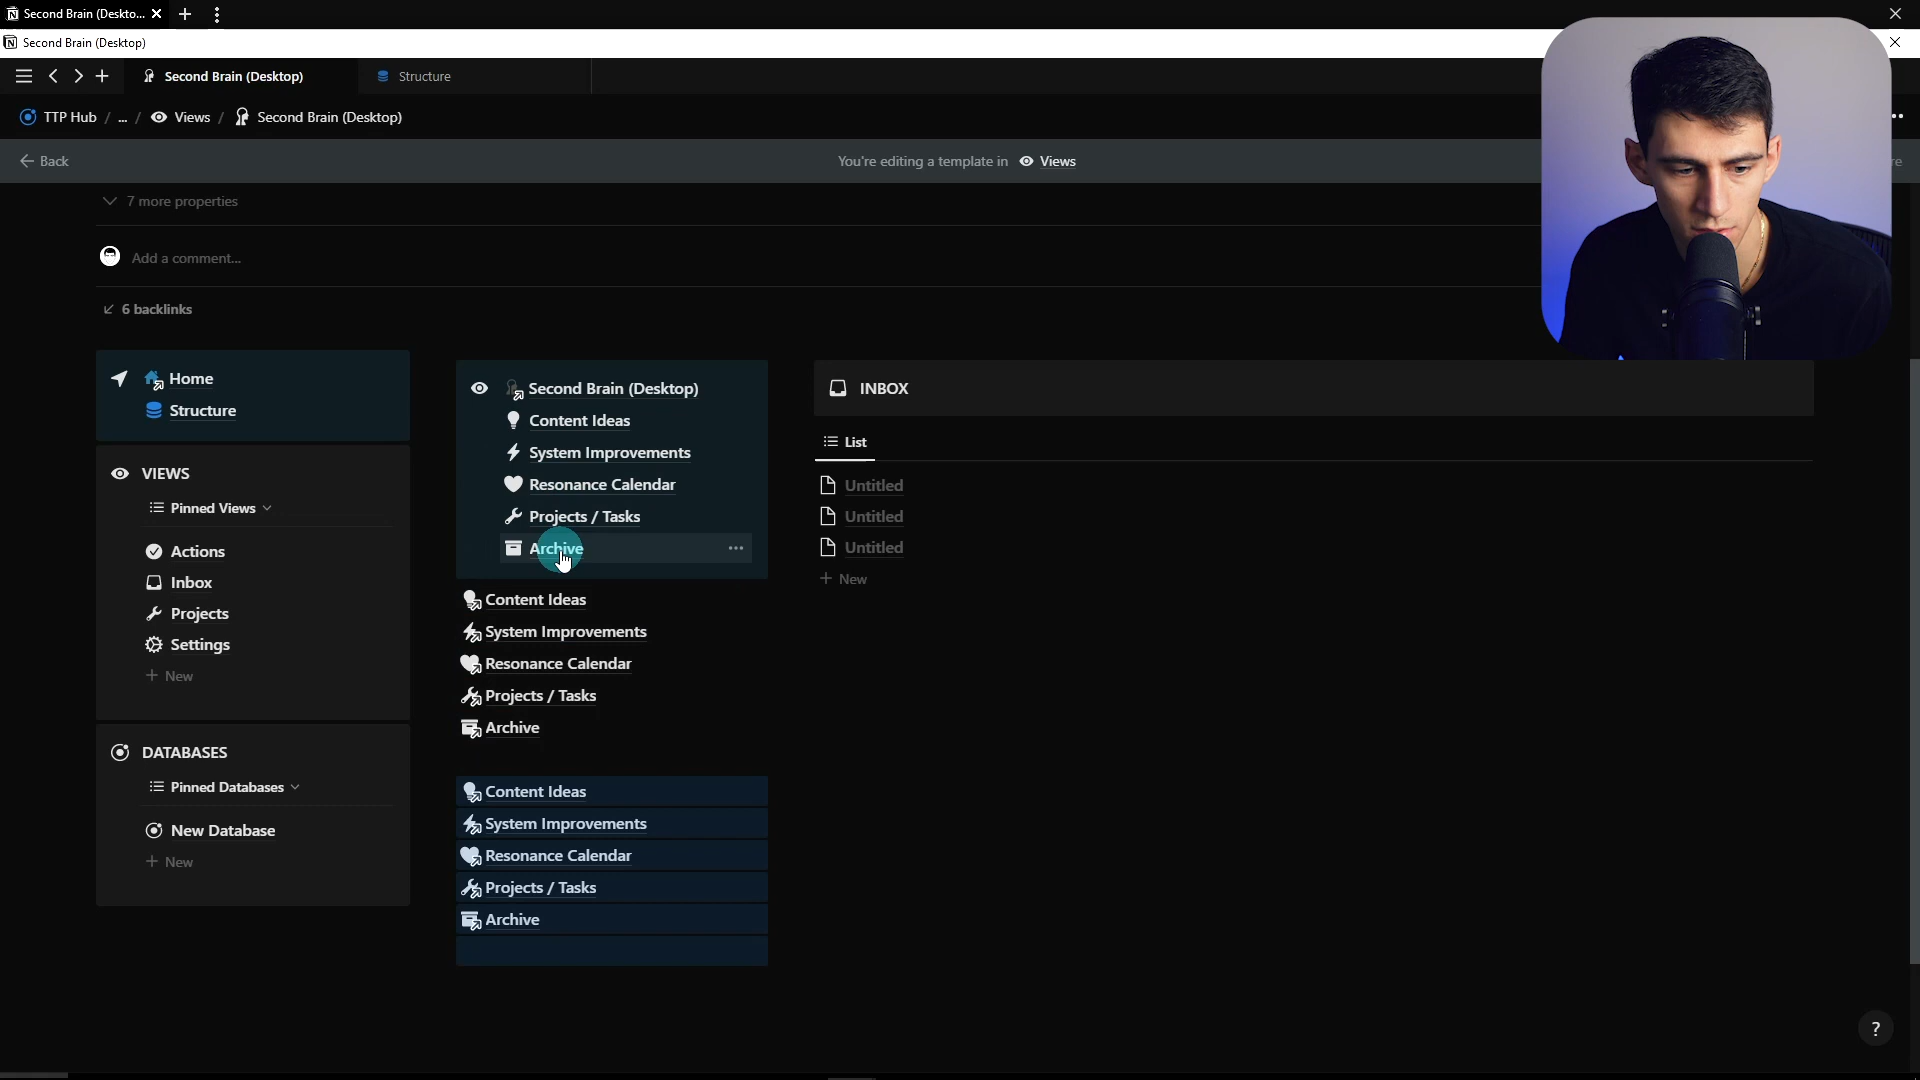 Second Brain (Deskto...
Second Brain (Desktop)
Second Brain (Desktop)
Structure
TTP Hub / ... / Views / Second Brain (Desktop)
Back
You're editing a template in Views
7 more properties
Add a comment...
6 backlinks
Home
Structure
VIEWS
Pinned Views
Actions
Inbox
Projects
Settings
New
DATABASES
Pinned Databases
New Database
New
Second Brain (Desktop)
Content Ideas
System Improvements
Resonance Calendar
Projects / Tasks
Archive
Content Ideas
System Improvements
Resonance Calendar
Projects / Tasks
Archive
Content Ideas
System Improvements
Resonance Calendar
Projects / Tasks
Archive
INBOX
List
Untitled
Untitled
Untitled
New
?